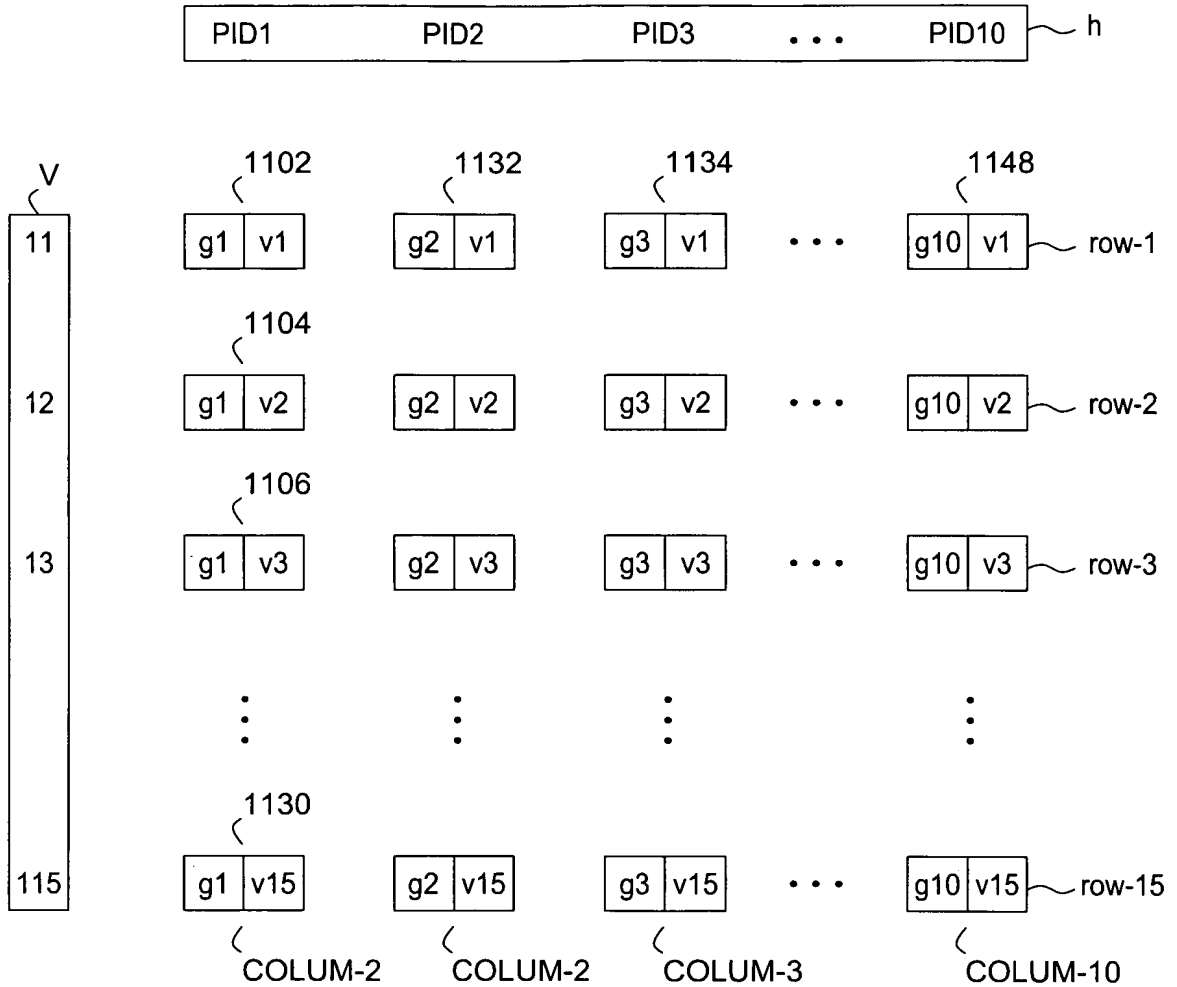 PID1 PID2 PID3 • • • PID10 h
V 1102 1132 1134 1148
11 g1 v1 g2 v1 g3 v1 • • • g10 v1 row-1
1104
12 g1 v2 g2 v2 g3 v2 • • • g10 v2 row-2
1106
13 g1 v3 g2 v3 g3 v3 • • • g10 v3 row-3
1130
115 g1 v15 g2 v15 g3 v15 • • • g10 v15 row-15
COLUM-2 COLUM-2 COLUM-3 COLUM-10